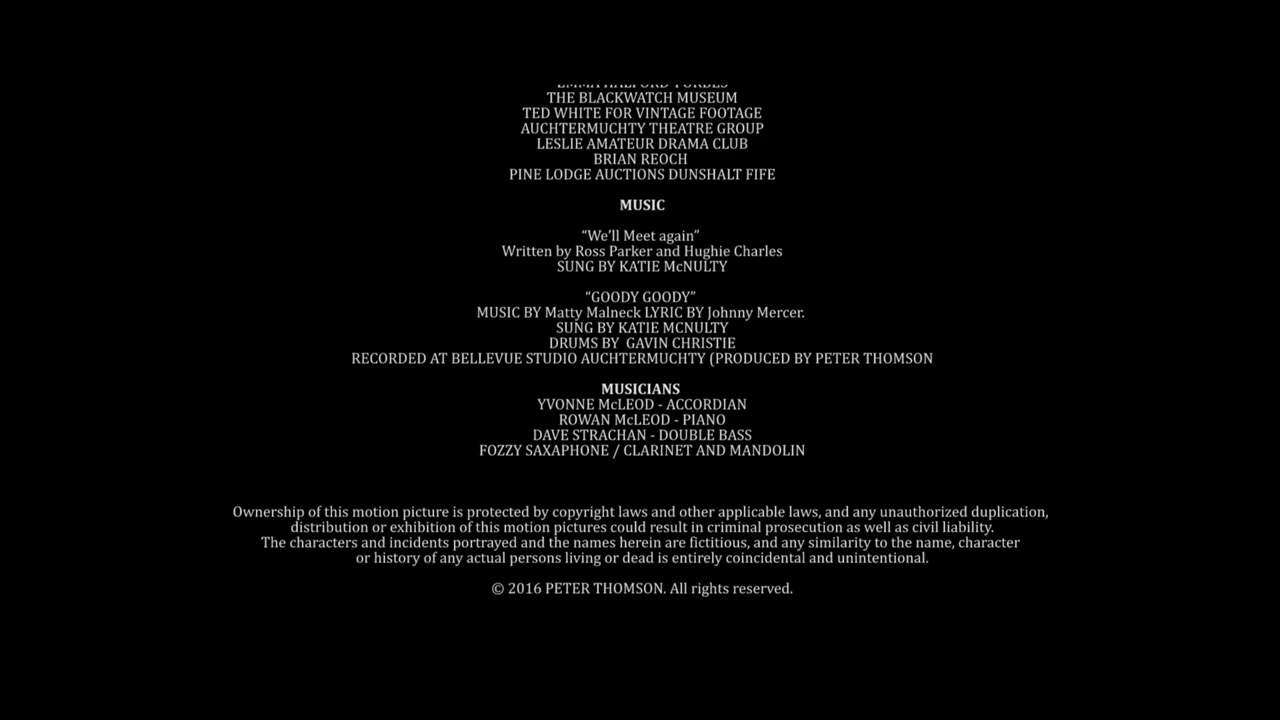 THE BLACKWATCH MUSEUM
TED WHITE FOR VINTAGE FOOTAGE
AUCHTERMUCHTY THEATRE GROUP
LESLIE AMATEUR DRAMA CLUB
BRIAN REOCH
PINE LODGE AUCTIONS DUNSHALT FIFE
MUSIC
“We’ll Meet again”
Written by Ross Parker and Hughie Charles
SUNG BY KATIE McNULTY
“GOODY GOODY”
MUSIC BY Matty Malneck LYRIC BY Johnny Mercer.
SUNG BY KATIE MCNULTY
DRUMS BY GAVIN CHRISTIE
RECORDED AT BELLEVUE STUDIO AUCHTERMUCHTY (PRODUCED BY PETER THOMSON
MUSICIANS
YVONNE McLEOD - ACCORDIAN
ROWAN McLEOD - PIANO
DAVE STRACHAN - DOUBLE BASS
FOZZY SAXAPHONE / CLARINET AND MANDOLIN
Ownership of this motion picture is protected by copyright laws and other applicable laws, and any unauthorized duplication,
distribution or exhibition of this motion pictures could result in criminal prosecution as well as civil liability.
The characters and incidents portrayed and the names herein are fictitious, and any similarity to the name, character
or history of any actual persons living or dead is entirely coincidental and unintentional.
© 2016 PETER THOMSON. All rights reserved.